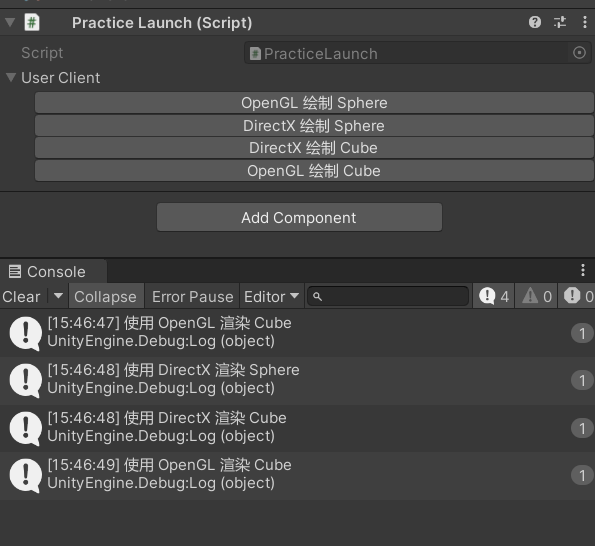 Practice Launch (Script)
Script
PracticeLaunch
User Client
OpenGL 绘制 Sphere
DirectX 绘制 Sphere
DirectX 绘制 Cube
OpenGL 绘制 Cube
Add Component
Console
Clear Collapse Error Pause Editor 4 0 0
[15:46:47] 使用 OpenGL 渲染 Cube
UnityEngine.Debug:Log (object)
1
[15:46:48] 使用 DirectX 渲染 Sphere
UnityEngine.Debug:Log (object)
1
[15:46:48] 使用 DirectX 渲染 Cube
UnityEngine.Debug:Log (object)
1
[15:46:49] 使用 OpenGL 渲染 Cube
UnityEngine.Debug:Log (object)
1